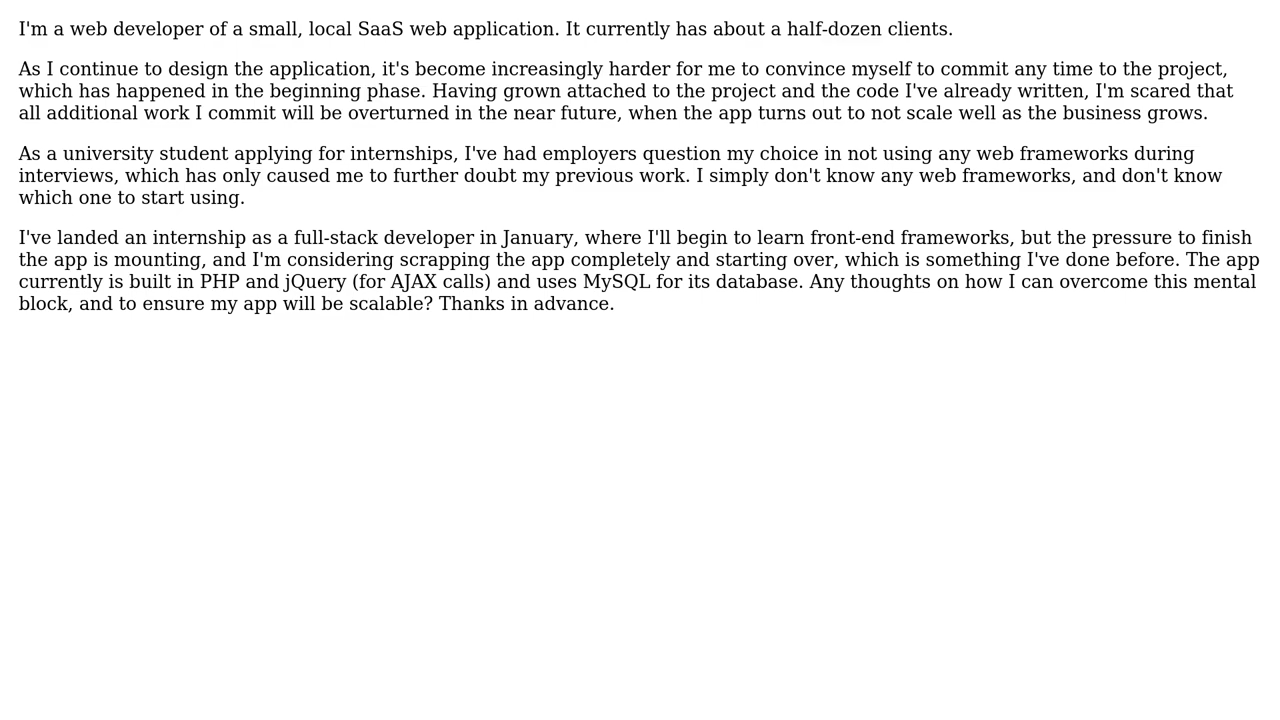 I'm a web developer of a small, local SaaS web application. It currently has about a half-dozen clients.
As I continue to design the application, it's become increasingly harder for me to convince myself to commit any time to the project,
which has happened in the beginning phase. Having grown attached to the project and the code I've already written, I'm scared that
all additional work I commit will be overturned in the near future, when the app turns out to not scale well as the business grows.
As a university student applying for internships, I've had employers question my choice in not using any web frameworks during
interviews, which has only caused me to further doubt my previous work. I simply don't know any web frameworks, and don't know
which one to start using.
I've landed an internship as a full-stack developer in January, where I'll begin to learn front-end frameworks, but the pressure to finish
the app is mounting, and I'm considering scrapping the app completely and starting over, which is something I've done before. The app
currently is built in PHP and jQuery (for AJAX calls) and uses MySQL for its database. Any thoughts on how I can overcome this mental
block, and to ensure my app will be scalable? Thanks in advance.